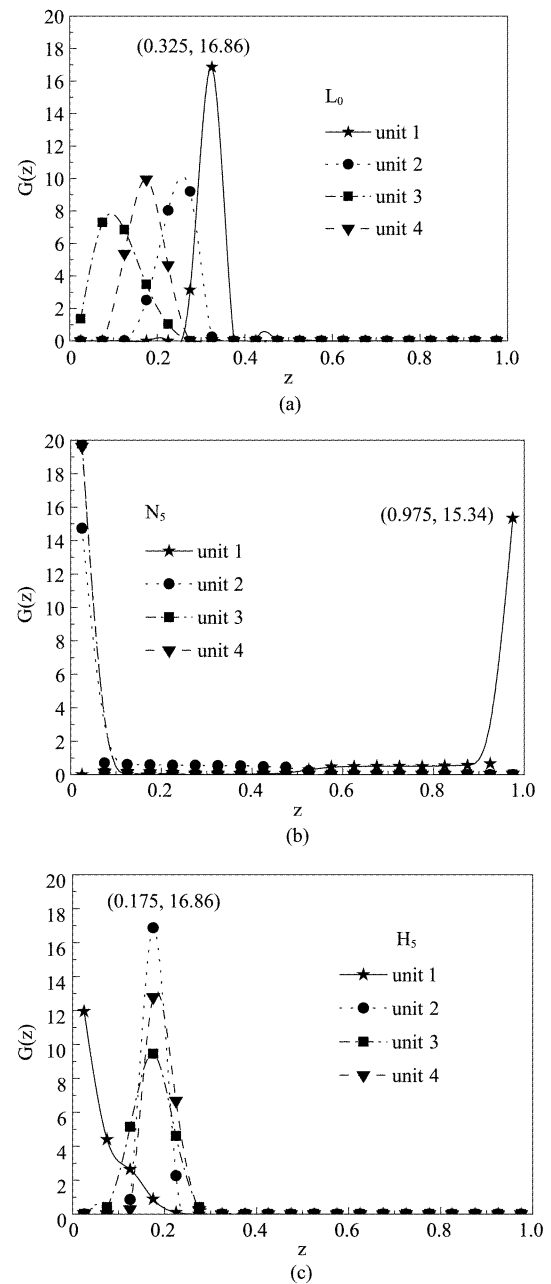 (0.325, 16.86)
20
18
16
14
12
10
8
6
4
2
0
G(z)
L₀
unit 1
unit 2
unit 3
unit 4
0 0.2 0.4 0.6 0.8 1.0
z
(a)
20
18
16
14
12
10
8
6
4
2
0
G(z)
N₅
(0.975, 15.34)
unit 1
unit 2
unit 3
unit 4
0 0.2 0.4 0.6 0.8 1.0
z
(b)
20
18
16
14
12
10
8
6
4
2
0
G(z)
(0.175, 16.86)
H₅
unit 1
unit 2
unit 3
unit 4
0 0.2 0.4 0.6 0.8 1.0
z
(c)